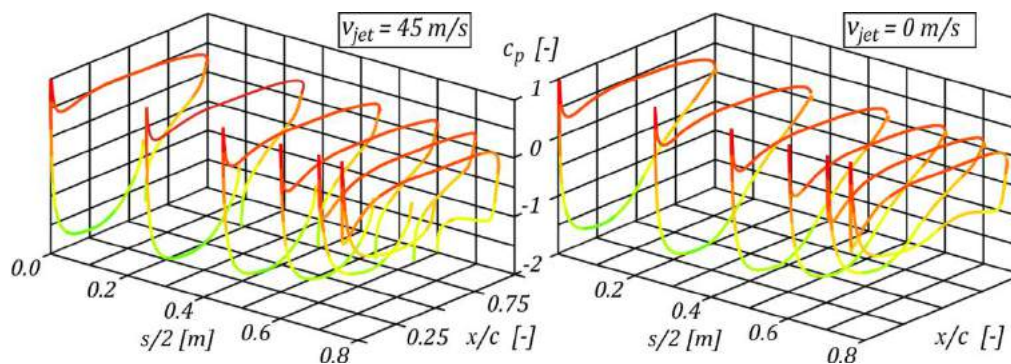 v_jet = 45 m/s
c_p [-]
v_jet = 0 m/s
1
0
-1
-2
0.0
0.2
0.4
0.6
0.8
s/2 [m]
0.25
0.75
x/c [-]
0.2
0.4
0.6
0.8
s/2 [m]
x/c [-]